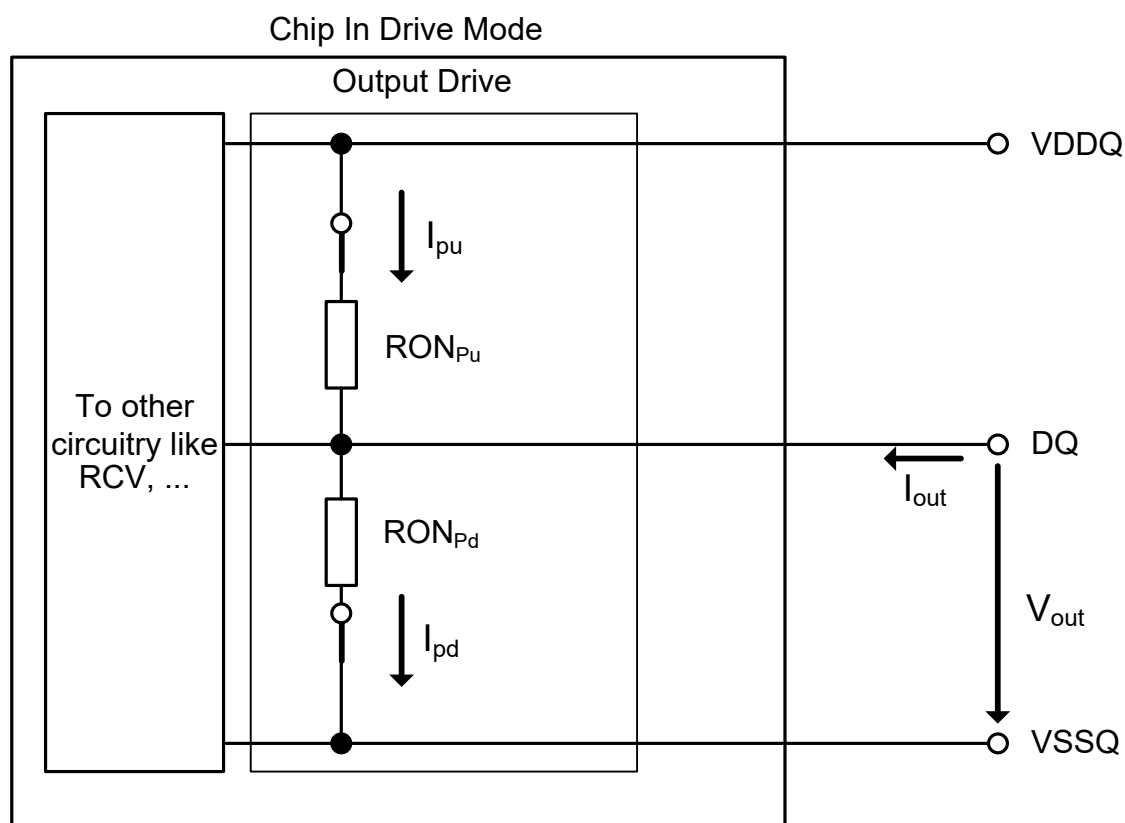 Chip In Drive Mode
Output Drive
VDDQ
Ipu
RONPu
To other
circuitry like
RCV, ...
DQ
Iout
RONPd
Vout
Ipd
VSSQ